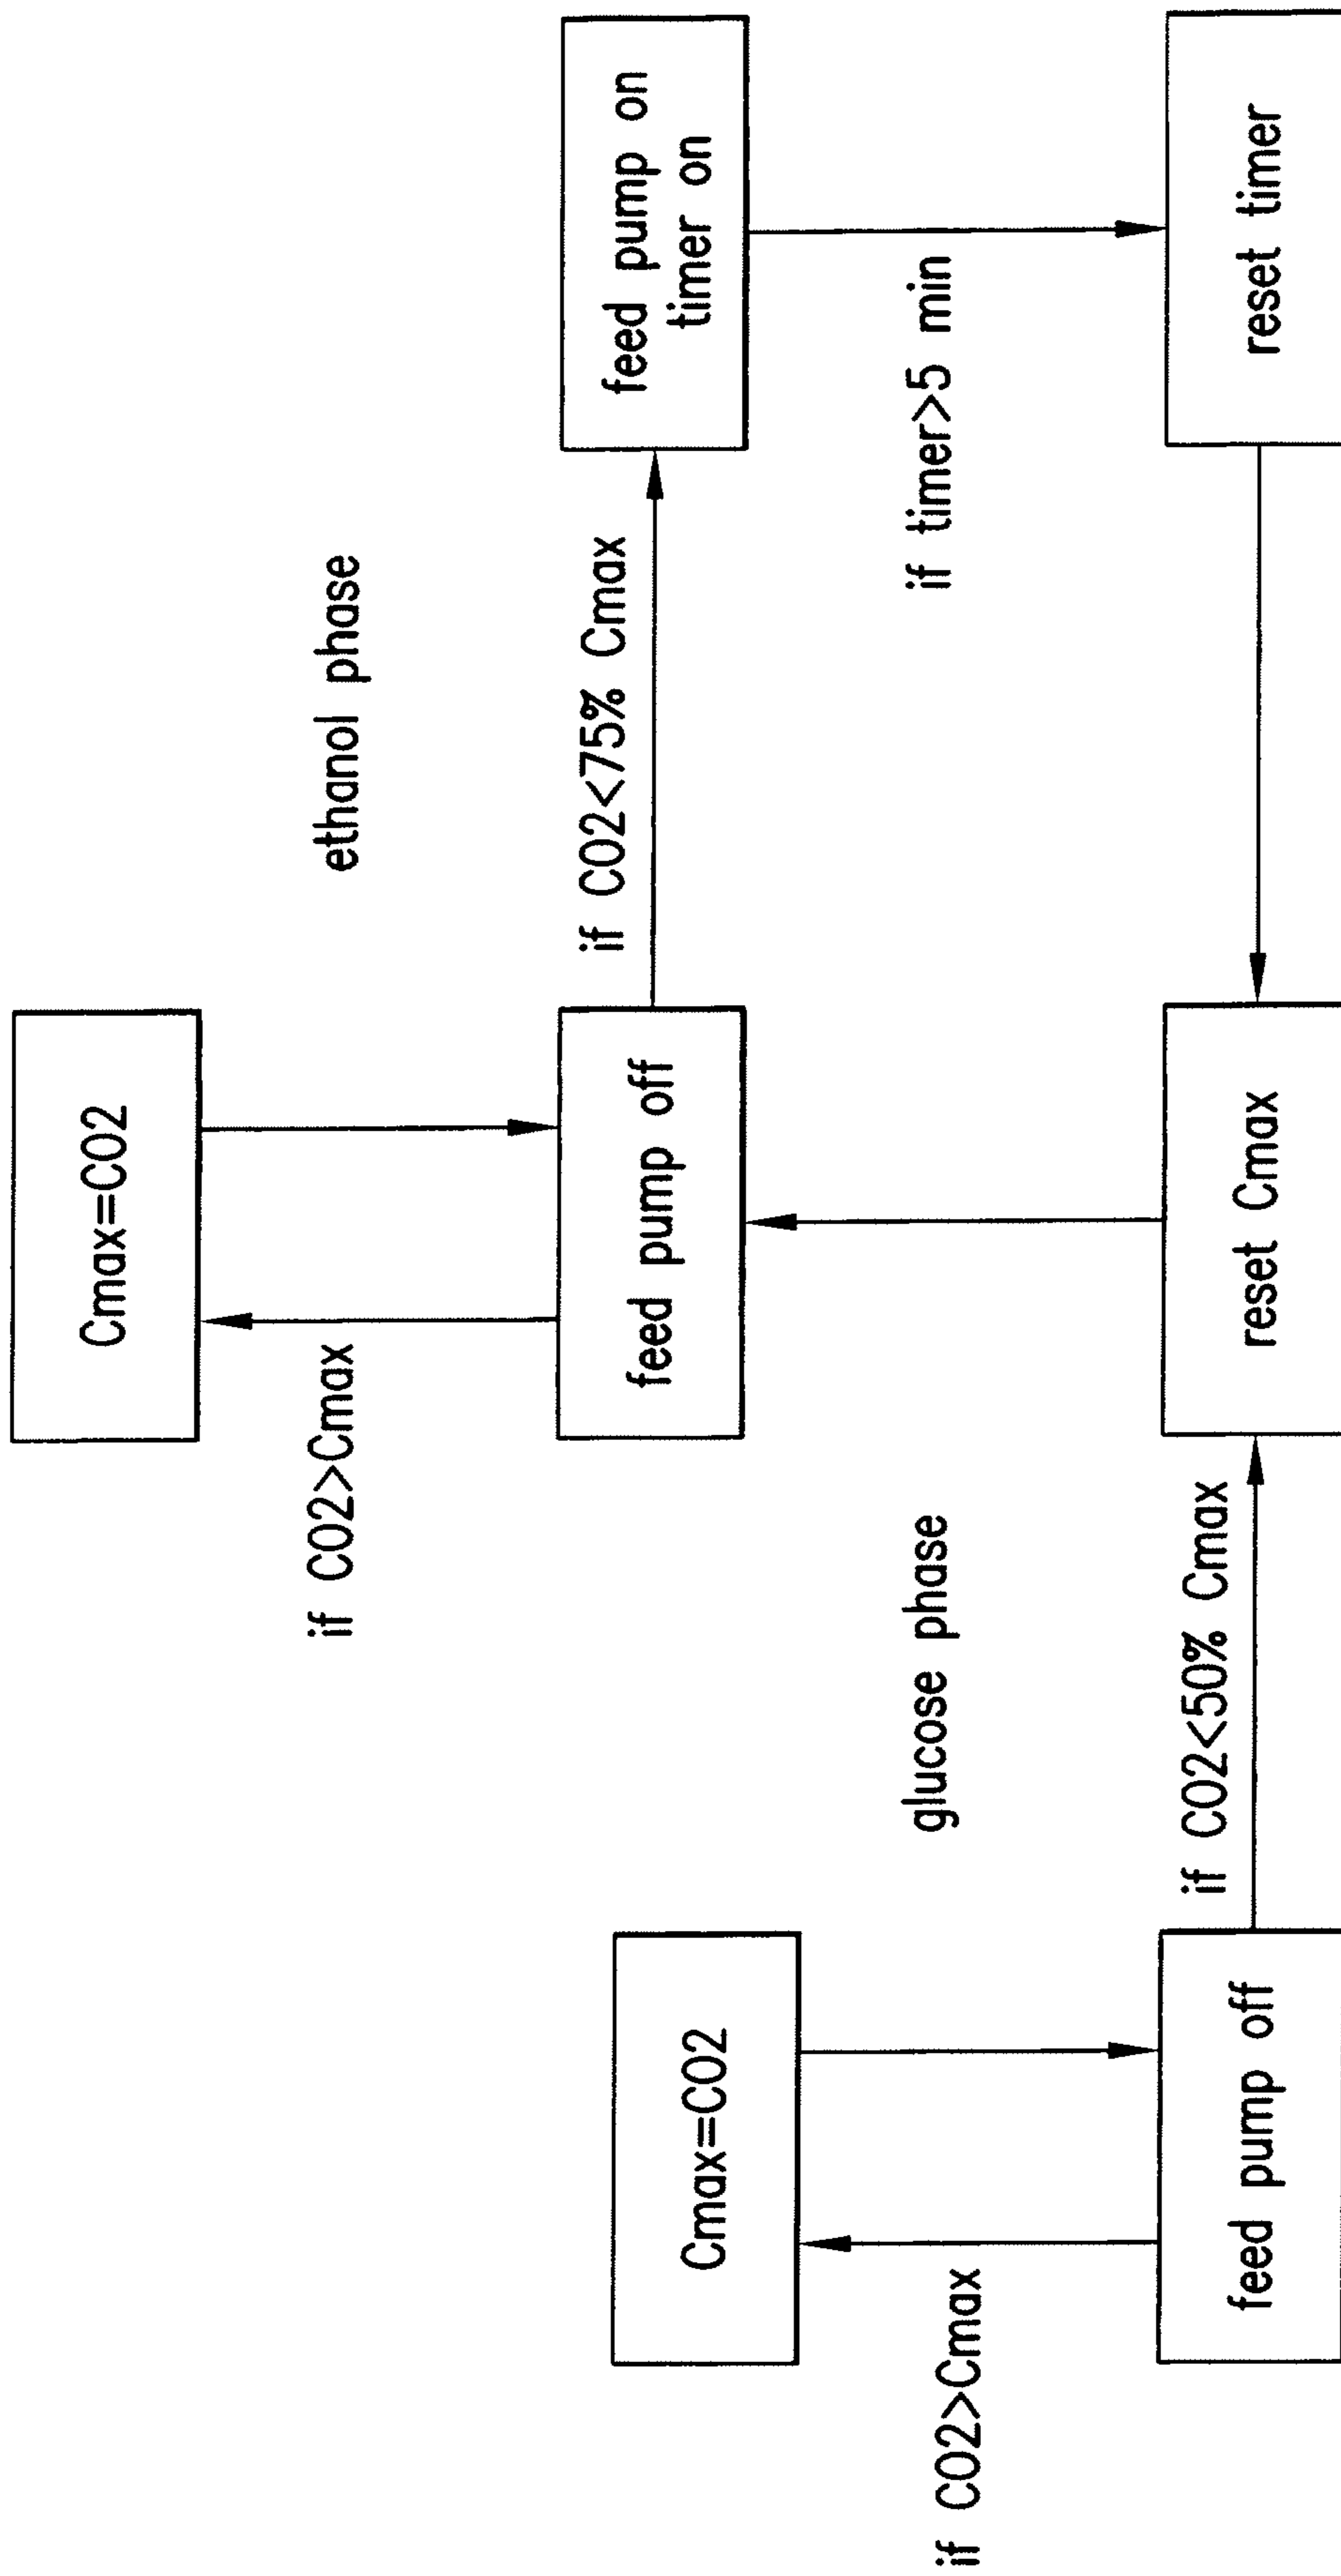 Cmax=CO2
if CO2>Cmax
ethanol phase
feed pump off
if CO2<75% Cmax
feed pump on
timer on
Cmax=CO2
if CO2>Cmax
glucose phase
if timer>5 min
feed pump off
if CO2<50% Cmax
reset Cmax
reset timer